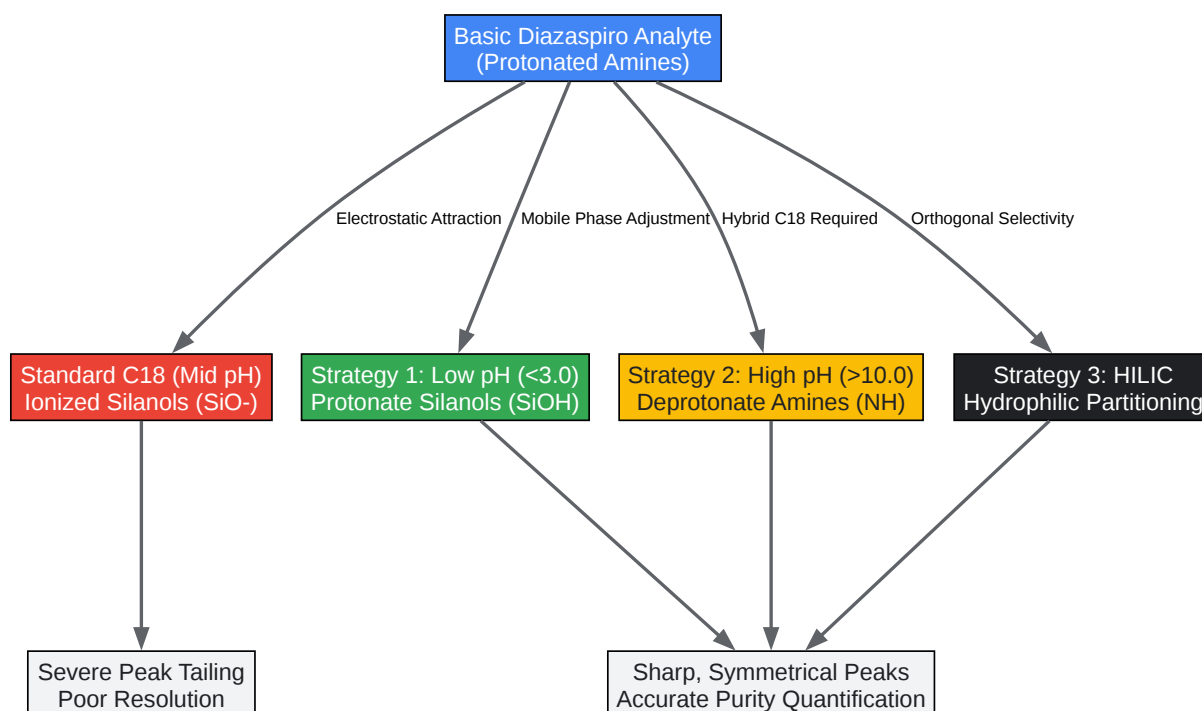 Basic Diazaspiro Analyte
(Protonated Amines)
Electrostatic Attraction
Mobile Phase Adjustment
Hybrid C18 Required
Orthogonal Selectivity
Standard C18 (Mid pH)
Ionized Silanols (SiO-)
Strategy 1: Low pH (<3.0)
Protonate Silanols (SiOH)
Strategy 2: High pH (>10.0)
Deprotonate Amines (NH)
Strategy 3: HILIC
Hydrophilic Partitioning
Severe Peak Tailing
Poor Resolution
Sharp, Symmetrical Peaks
Accurate Purity Quantification